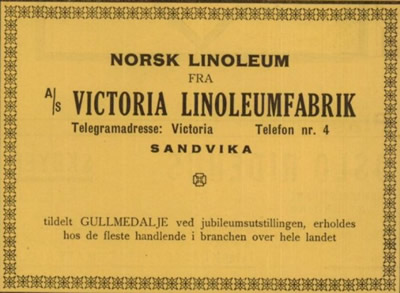 NORSK LINOLEUM
FRA
A/S VICTORIA LINOLEUMFABRIK
Telegramadresse: Victoria Telefon nr. 4
SANDVIKA
tildelt GULLMEDALJE ved jubileumsutstillingen, erholdes
hos de fleste handlende i branchen over hele landet